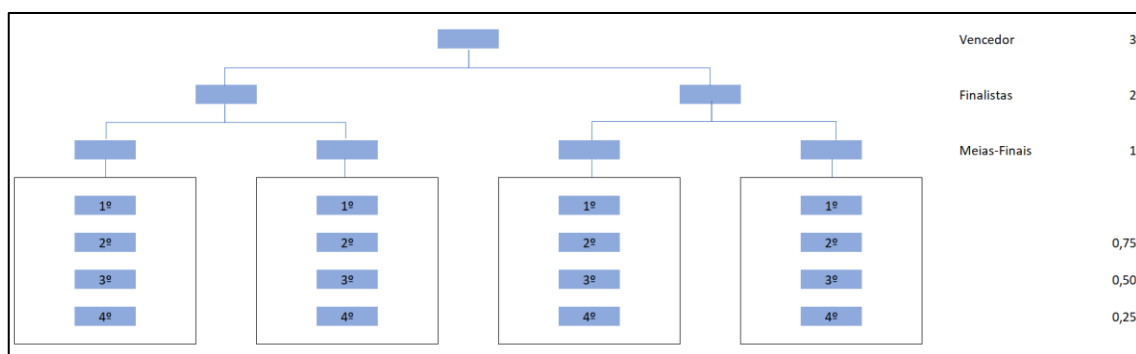 Vencedor 3
Finalistas 2
Meias-Finais 1
1º 1º 1º 1º
2º 2º 2º 2º 0,75
3º 3º 3º 3º 0,50
4º 4º 4º 4º 0,25